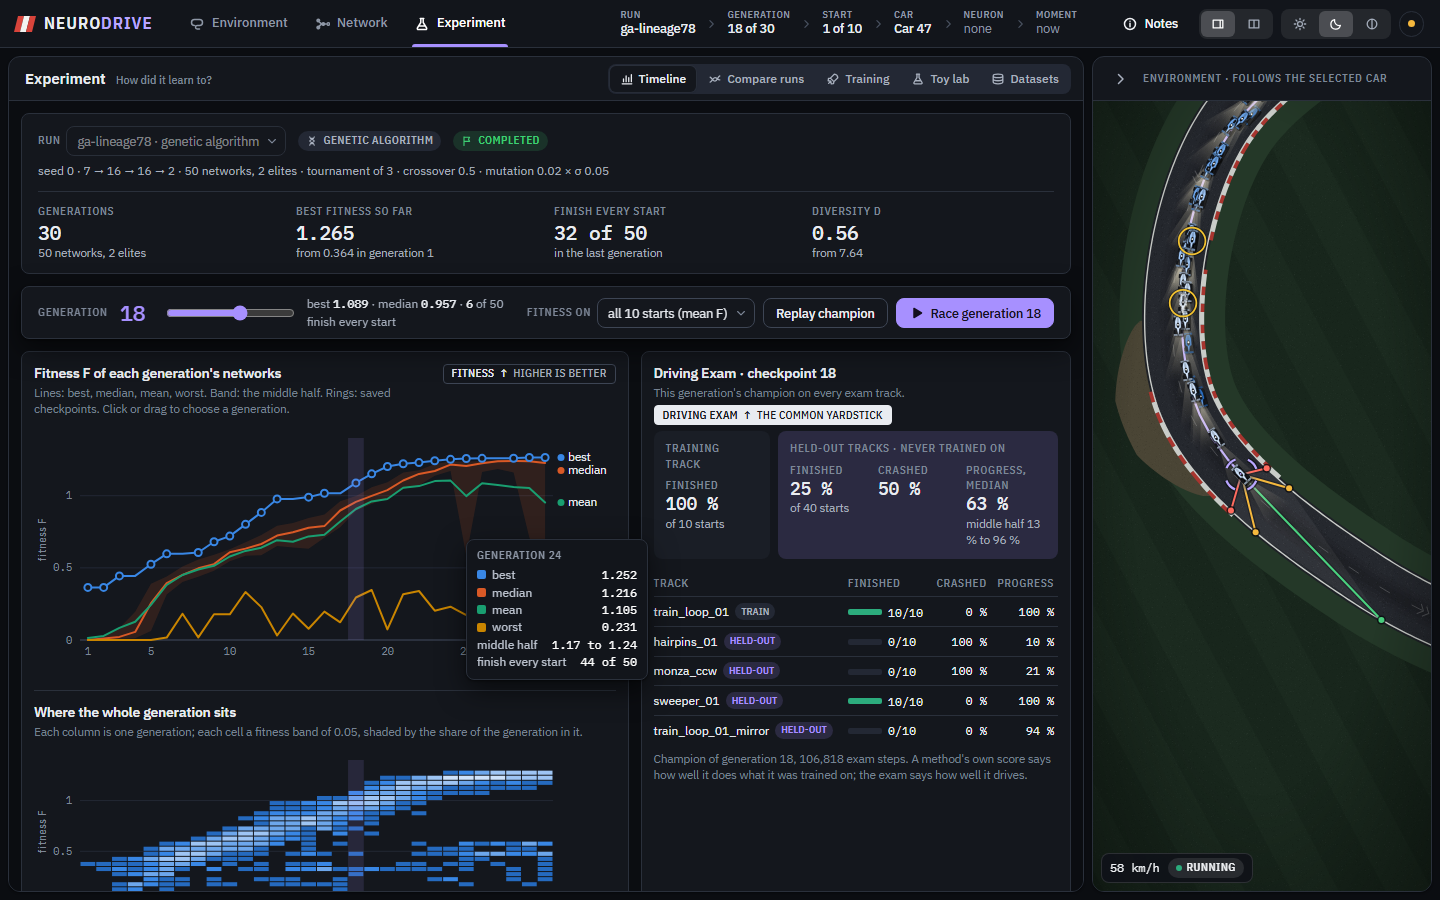 NEURODRIVE
Environment
Network
Experiment
RUN
ga-lineage78
GENERATION
18 of 30
START
1 of 10
CAR
Car 47
NEURON
none
MOMENT
now
Notes
Experiment How did it learn to?
Timeline
Compare runs
Training
Toy lab
Datasets
ENVIRONMENT · FOLLOWS THE SELECTED CAR
RUN ga-lineage78 · genetic algorithm
GENETIC ALGORITHM
COMPLETED
seed 0 · 7 → 16 → 16 → 2 · 50 networks, 2 elites · tournament of 3 · crossover 0.5 · mutation 0.02 × σ 0.05
GENERATIONS
30
50 networks, 2 elites
BEST FITNESS SO FAR
1.265
from 0.364 in generation 1
FINISH EVERY START
32 of 50
in the last generation
DIVERSITY D
0.56
from 7.64
GENERATION 18
best 1.089 · median 0.957 · 6 of 50
finish every start
FITNESS ON all 10 starts (mean F)
Replay champion
Race generation 18
Fitness F of each generation's networks
FITNESS ↑ HIGHER IS BETTER
Lines: best, median, mean, worst. Band: the middle half. Rings: saved
checkpoints. Click or drag to choose a generation.
fitness F
1
0.5
0
1
5
10
15
20
best
median
mean
GENERATION 24
best 1.252
median 1.216
mean 1.105
worst 0.231
middle half 1.17 to 1.24
finish every start 44 of 50
Where the whole generation sits
Each column is one generation; each cell a fitness band of 0.05, shaded by the share of the generation in it.
fitness F
1
0.5
Driving Exam · checkpoint 18
This generation's champion on every exam track.
DRIVING EXAM ↑ THE COMMON YARDSTICK
TRAINING
TRACK
FINISHED
100 %
of 10 starts
HELD-OUT TRACKS · NEVER TRAINED ON
FINISHED
25 %
of 40 starts
CRASHED
50 %
PROGRESS,
MEDIAN
63 %
middle half 13
% to 96 %
TRACK FINISHED CRASHED PROGRESS
train_loop_01 TRAIN 10/10 0 % 100 %
hairpins_01 HELD-OUT 0/10 100 % 10 %
monza_ccw HELD-OUT 0/10 100 % 21 %
sweeper_01 HELD-OUT 10/10 0 % 100 %
train_loop_01_mirror HELD-OUT 0/10 0 % 94 %
Champion of generation 18, 106,818 exam steps. A method's own score says
how well it does what it was trained on; the exam says how well it drives.
58 km/h
RUNNING